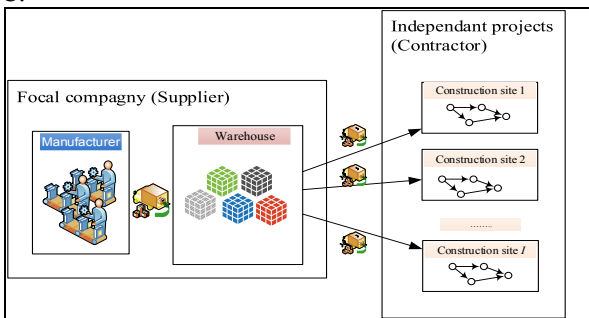 Independant projects
(Contractor)
Construction site 1
Focal compagny (Supplier)
Manufacturer
Warehouse
Construction site 2
........
Construction site I